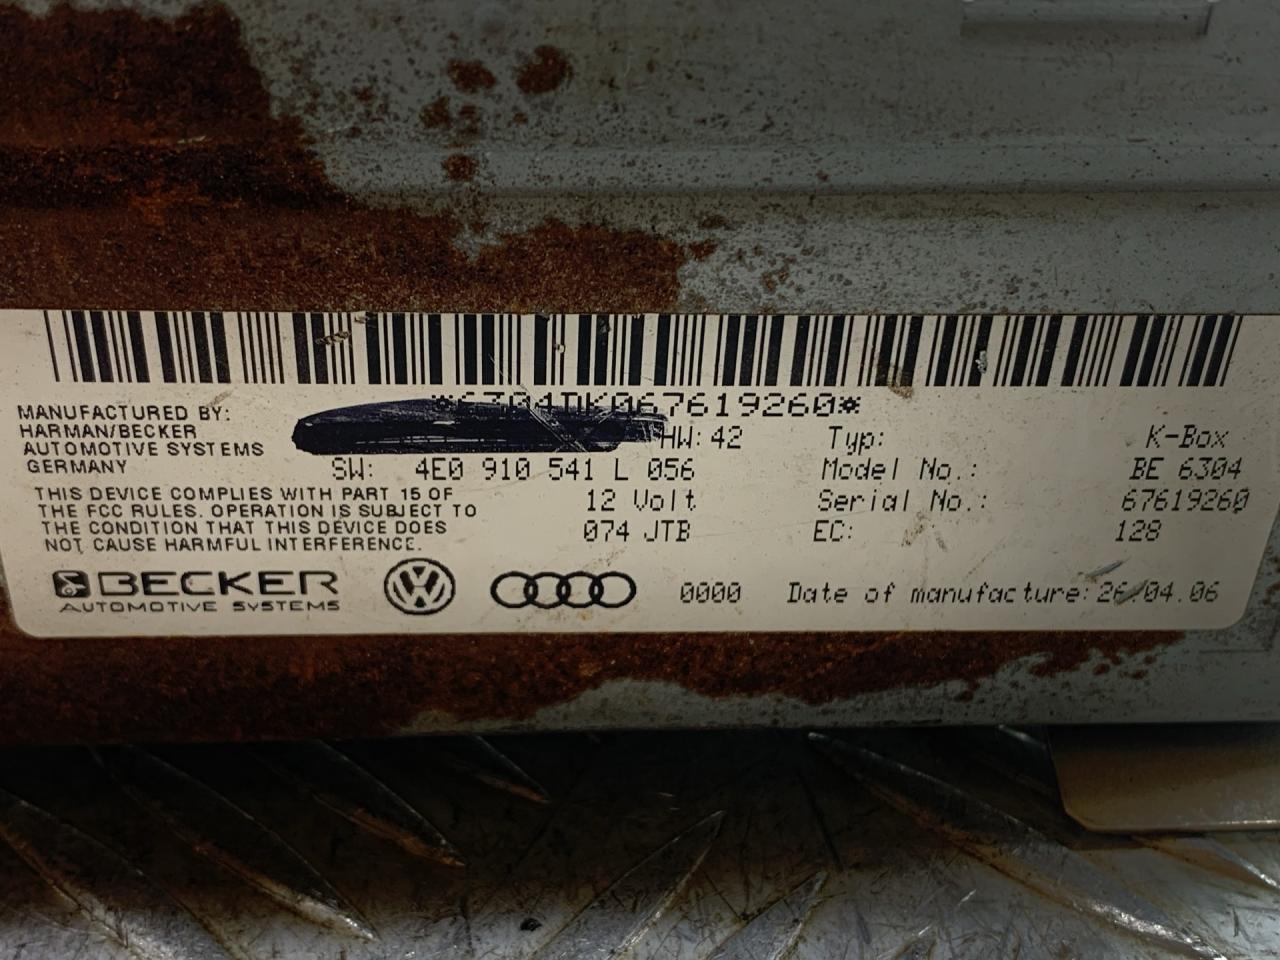 *6304DK067619260*
MANUFACTURED BY:
HARMAN/BECKER
AUTOMOTIVE SYSTEMS
GERMANY
HW: 42
SW: 4E0 910 541 L 056
12 Volt
074 JTB
Typ: K-Box
Model No.: BE 6304
Serial No.: 67619260
EC: 128
THIS DEVICE COMPLIES WITH PART 15 OF
THE FCC RULES. OPERATION IS SUBJECT TO
THE CONDITION THAT THIS DEVICE DOES
NOT CAUSE HARMFUL INTERFERENCE.
BECKER
AUTOMOTIVE SYSTEMS
VW
0000 Date of manufacture: 26.04.06